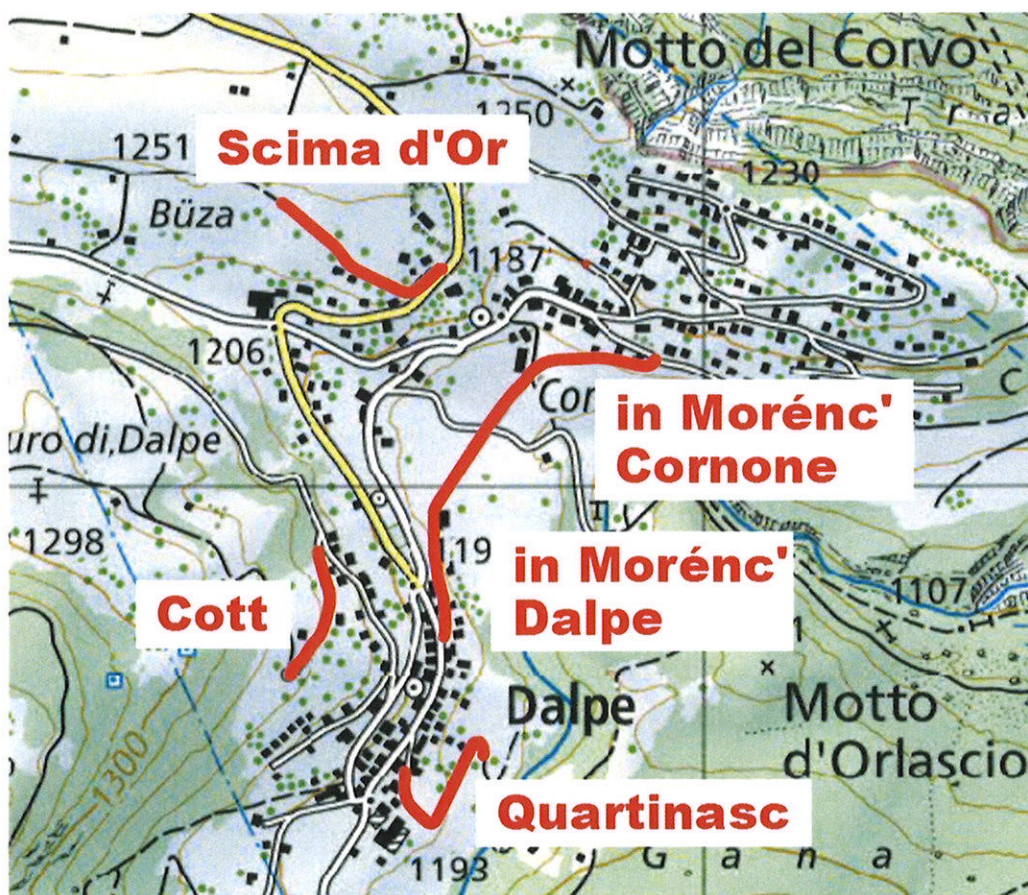 Motto del Corvo
1250
T r a
1251
Scima d'Or
1230
Büza
1187
1206
Cor
in Morénc'
Cornone
C
uro di, Dalpe
1298
119
in Morénc'
Dalpe
1107
Cott
Dalpe
Motto
d'Orlascio
1300
Quartinasc
1193
G a n a